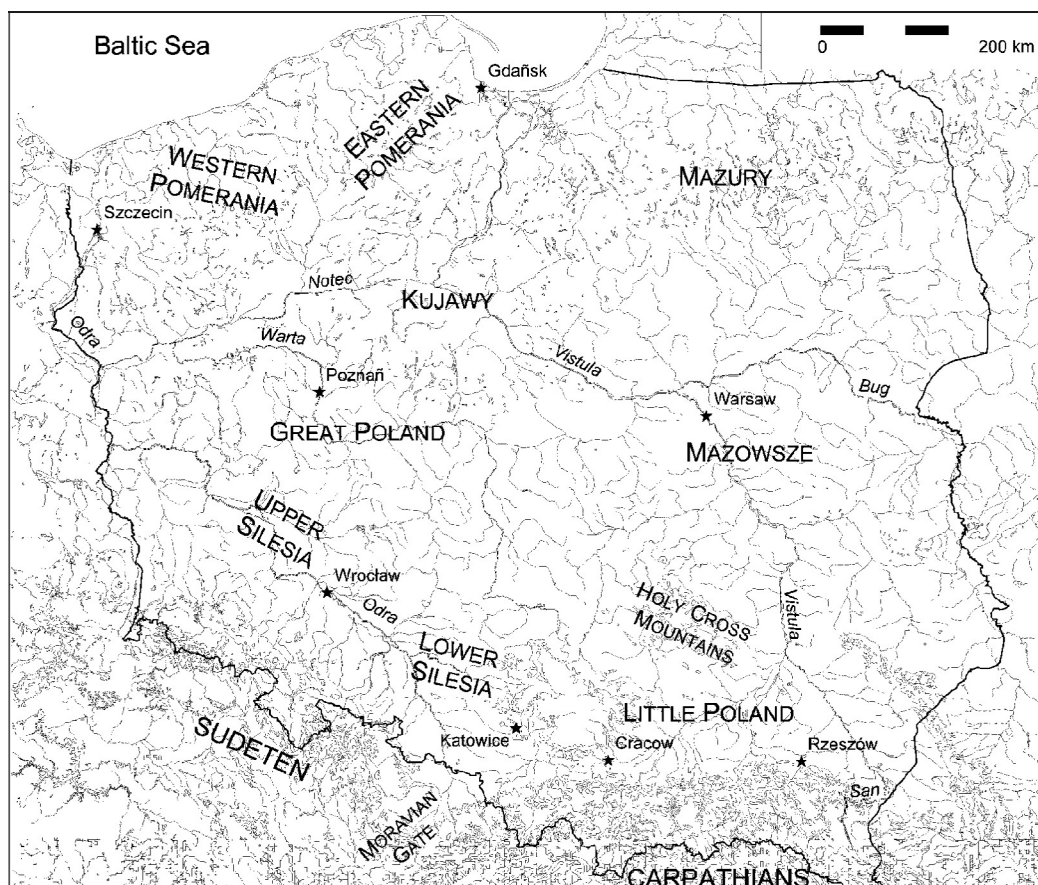 Baltic Sea
0 200 km
Gdañsk
EASTERN
POMERANIA
WESTERN
POMERANIA
MAZURY
Szczecin
Noteć
KUJAWY
Odra
Warta
Vistula
Poznañ
Bug
Warsaw
GREAT POLAND
MAZOWSZE
UPPER
SILESIA
Wrocław
Odra
HOLY CROSS
MOUNTAINS
Vistula
LOWER
SILESIA
LITTLE POLAND
SUDETEN
Katowice
Cracow
Rzeszów
San
MORAVIAN
GATE
CARPATHIANS